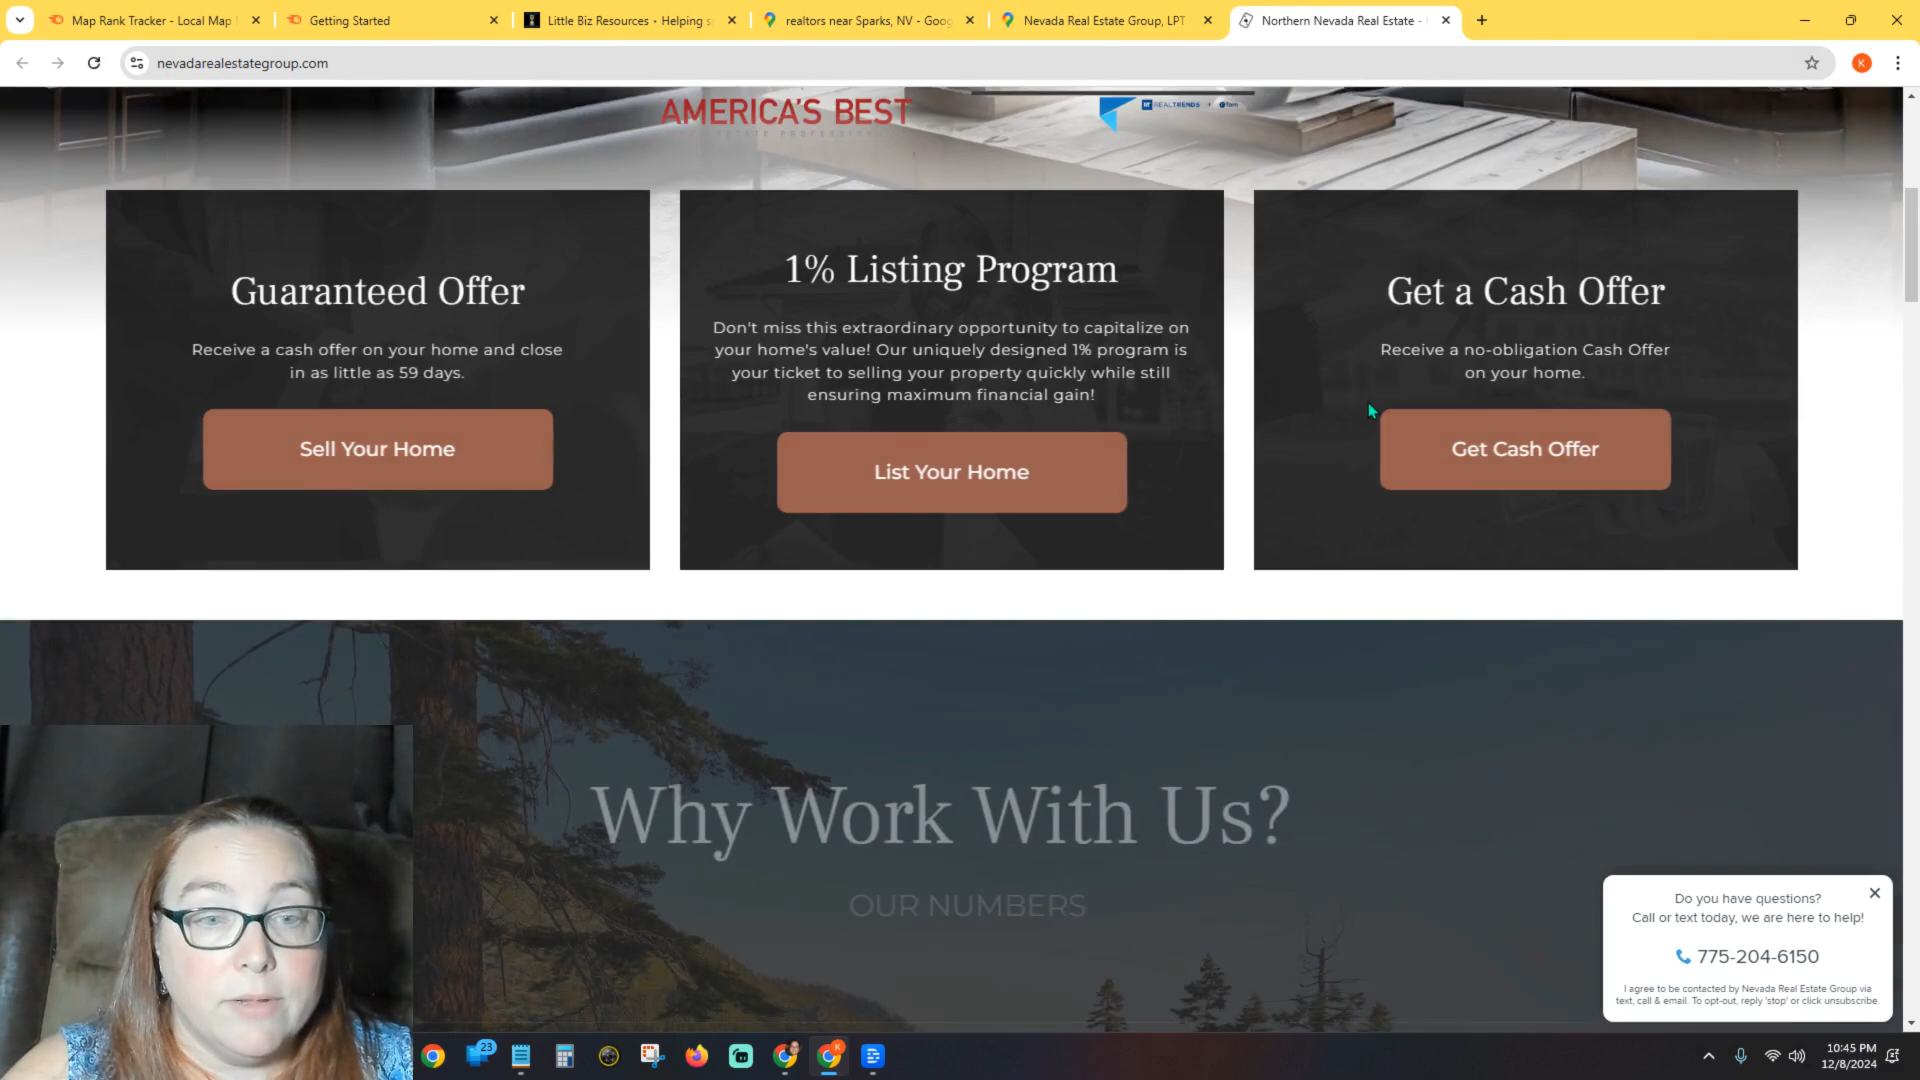 Map Rank Tracker - Local Map
Getting Started
Little Biz Resources • Helping s
realtors near Sparks, NV - Goog
Nevada Real Estate Group, LPT
Northern Nevada Real Estate -
nevadarealestategroup.com
K
AMERICA'S BEST
REALTRENDS
Guaranteed Offer
Receive a cash offer on your home and close
in as little as 59 days.
Sell Your Home
1% Listing Program
Don't miss this extraordinary opportunity to capitalize on
your home's value! Our uniquely designed 1% program is
your ticket to selling your property quickly while still
ensuring maximum financial gain!
List Your Home
Get a Cash Offer
Receive a no-obligation Cash Offer
on your home.
Get Cash Offer
Why Work With Us?
OUR NUMBERS
Do you have questions?
Call or text today, we are here to help!
775-204-6150
I agree to be contacted by Nevada Real Estate Group via
text, call & email. To opt-out, reply 'stop' or click unsubscribe.
23
K
10:45 PM
12/8/2024